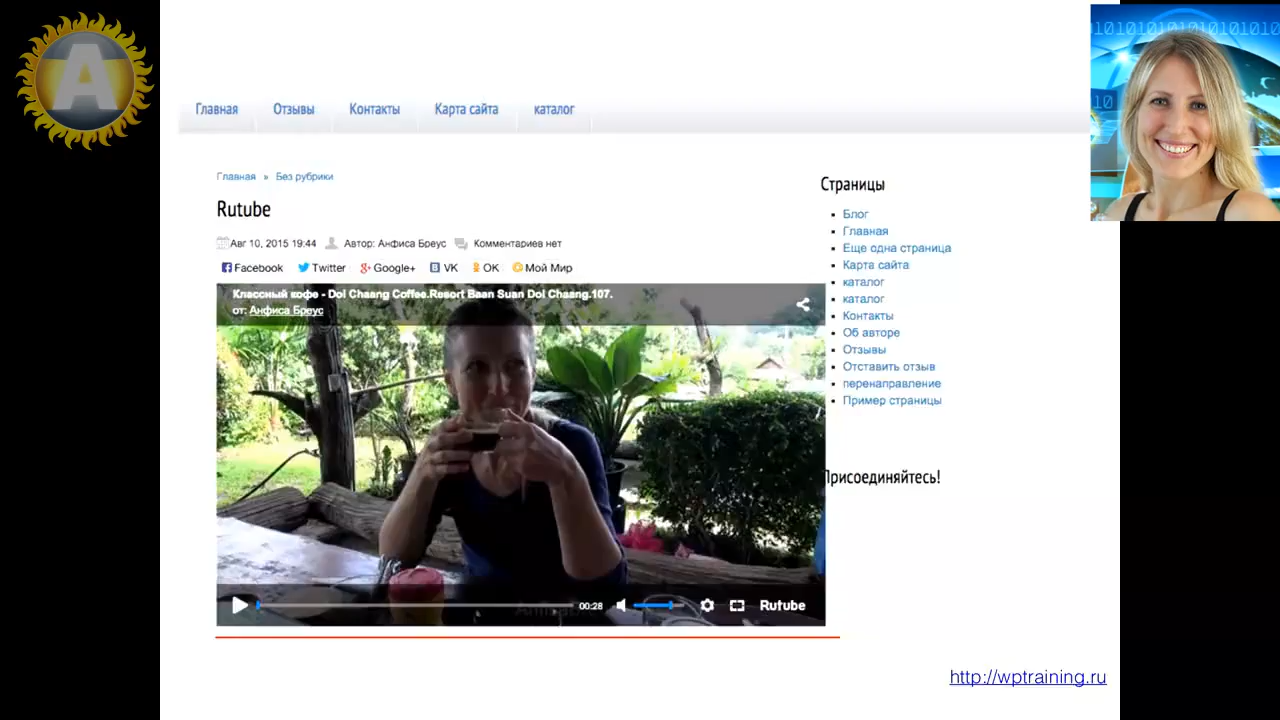 A
10101010101010101010
10
Главная Отзывы Контакты Карта сайта каталог
Главная » Без рубрики
Rutube
Авг 10, 2015 19:44 Автор: Анфиса Бреус Комментариев нет
Facebook Twitter Google+ VK OK Мой Мир
Классный кофе - Doi Chaang Coffee.Resort Baan Suan Doi Chaang.107.
от: Анфиса Бреус
00:28 Rutube
Страницы
Блог
Главная
Еще одна страница
Карта сайта
каталог
каталог
Контакты
Об авторе
Отзывы
Отставить отзыв
перенаправление
Пример страницы
Присоединяйтесь!
http://wptraining.ru